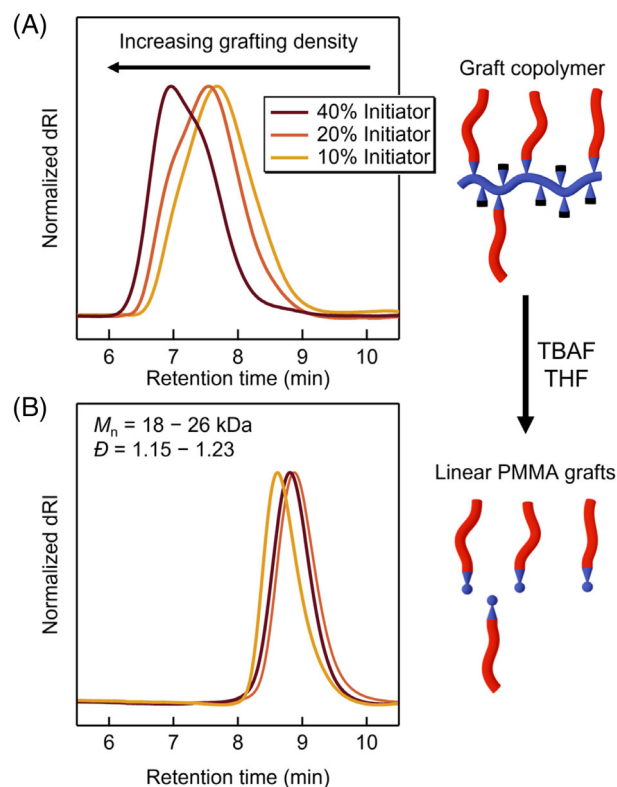 (A)
Increasing grafting density
40% Initiator
20% Initiator
10% Initiator
Normalized dRI
6 7 8 9 10
Retention time (min)
Graft copolymer
TBAF
THF
Linear PMMA grafts
(B)
Mn = 18 – 26 kDa
Đ = 1.15 – 1.23
Normalized dRI
6 7 8 9 10
Retention time (min)